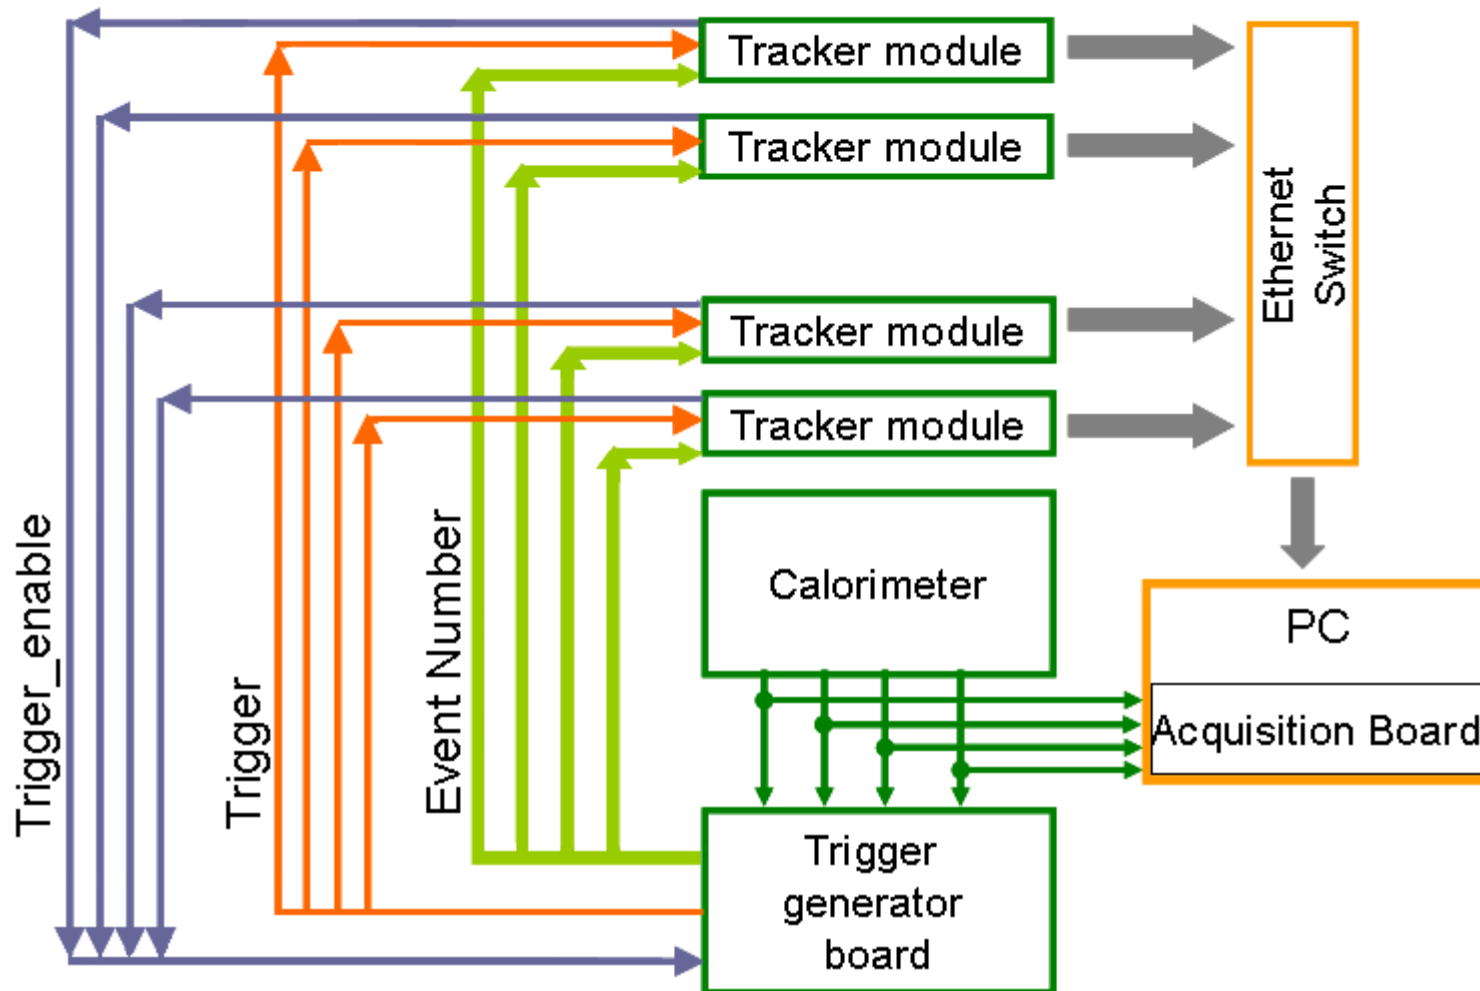 Tracker module
Tracker module
Tracker module
Tracker module
Ethernet
Switch
Calorimeter
PC
Acquisition Board
Trigger
generator
board
Trigger_enable
Trigger
Event Number